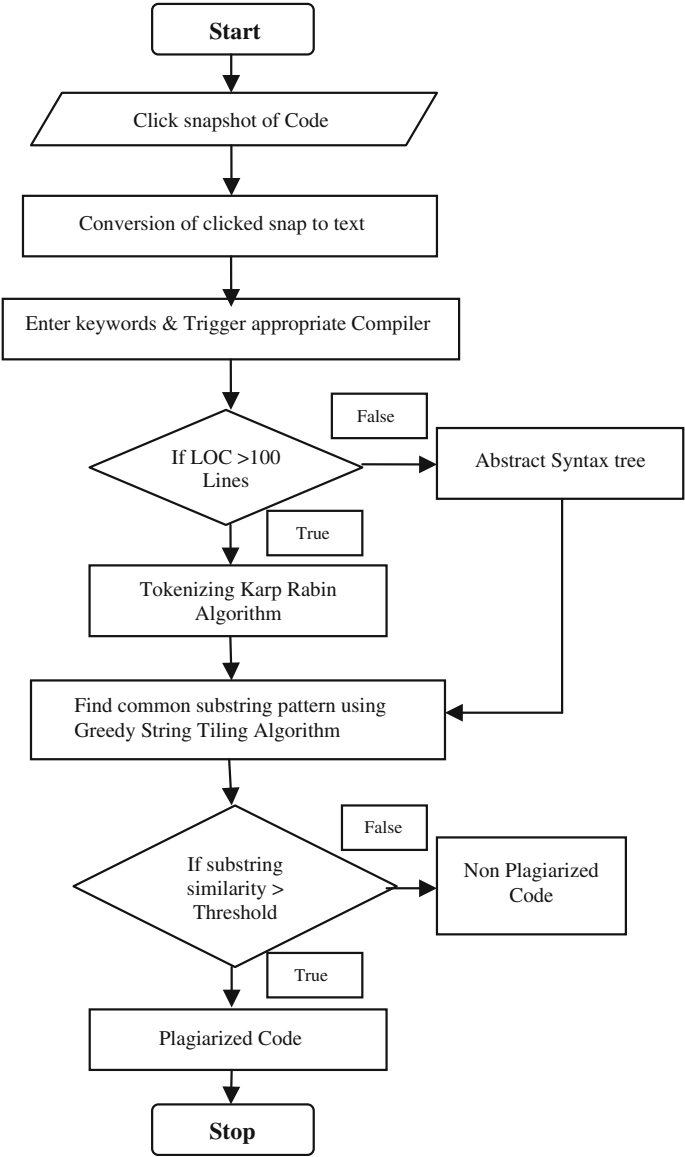 Start
Click snapshot of Code
Conversion of clicked snap to text
Enter keywords & Trigger appropriate Compiler
False
If LOC >100
Lines
Abstract Syntax tree
True
Tokenizing Karp Rabin
Algorithm
Find common substring pattern using
Greedy String Tiling Algorithm
False
If substring
similarity >
Threshold
Non Plagiarized
Code
True
Plagiarized Code
Stop